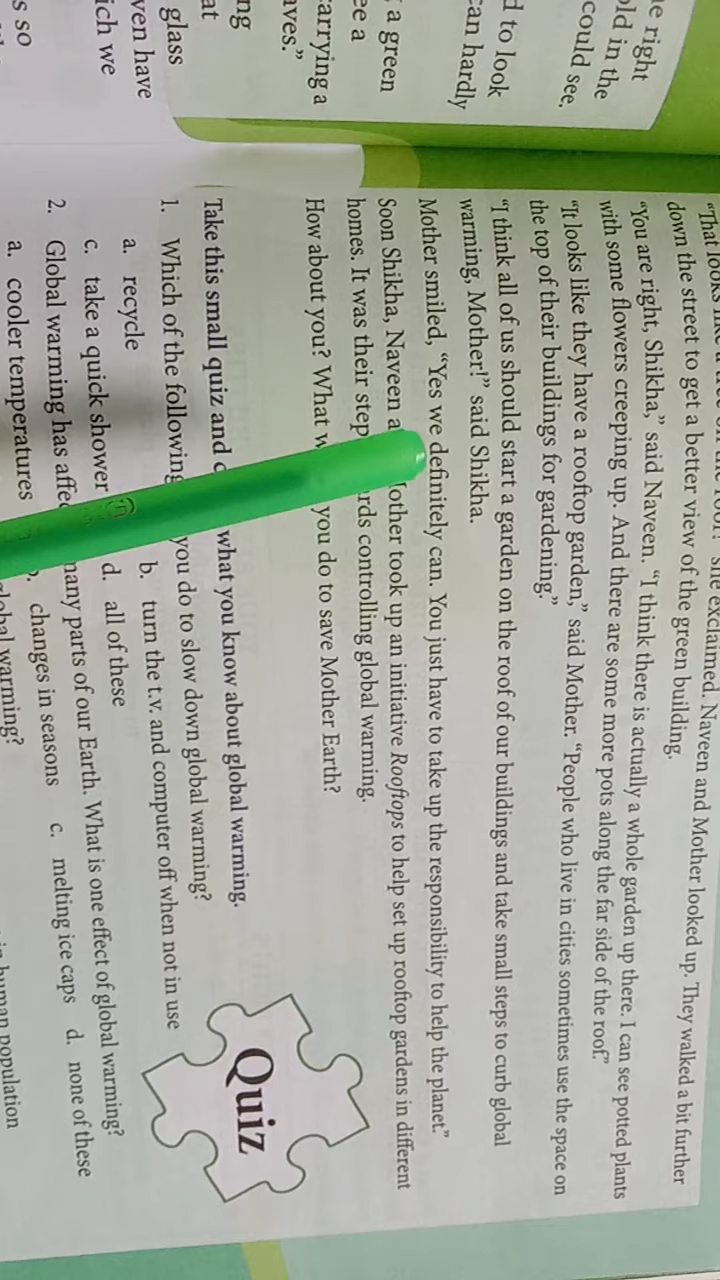 e right
old in the
could see.
d to look
can hardly
a green
ee a
arrying a
aves."
ng
at
glass
ven have
ich we
s so
"That looks exclaimed. Naveen and Mother looked up. They walked a bit further
down the street to get a better view of the green building.
"You are right, Shikha," said Naveen. "I think there is actually a whole garden up there. I can see potted plants
with some flowers creeping up. And there are some more pots along the far side of the roof."
"It looks like they have a rooftop garden," said Mother. "People who live in cities sometimes use the space on
the top of their buildings for gardening."
"I think all of us should start a garden on the roof of our buildings and take small steps to curb global
warming, Mother!" said Shikha.
Mother smiled, "Yes we definitely can. You just have to take up the responsibility to help the planet."
Soon Shikha, Naveen a other took up an initiative Rooftops to help set up rooftop gardens in different
homes. It was their step rds controlling global warming.
How about you? What w you do to save Mother Earth?
Quiz
Take this small quiz and c what you know about global warming.
1. Which of the following you do to slow down global warming?
a. recycle b. turn the t.v. and computer off when not in use
c. take a quick shower d. all of these
2. Global warming has affec many parts of our Earth. What is one effect of global warming?
a. cooler temperatures b. changes in seasons c. melting ice caps d. none of these
global warming?
in human population